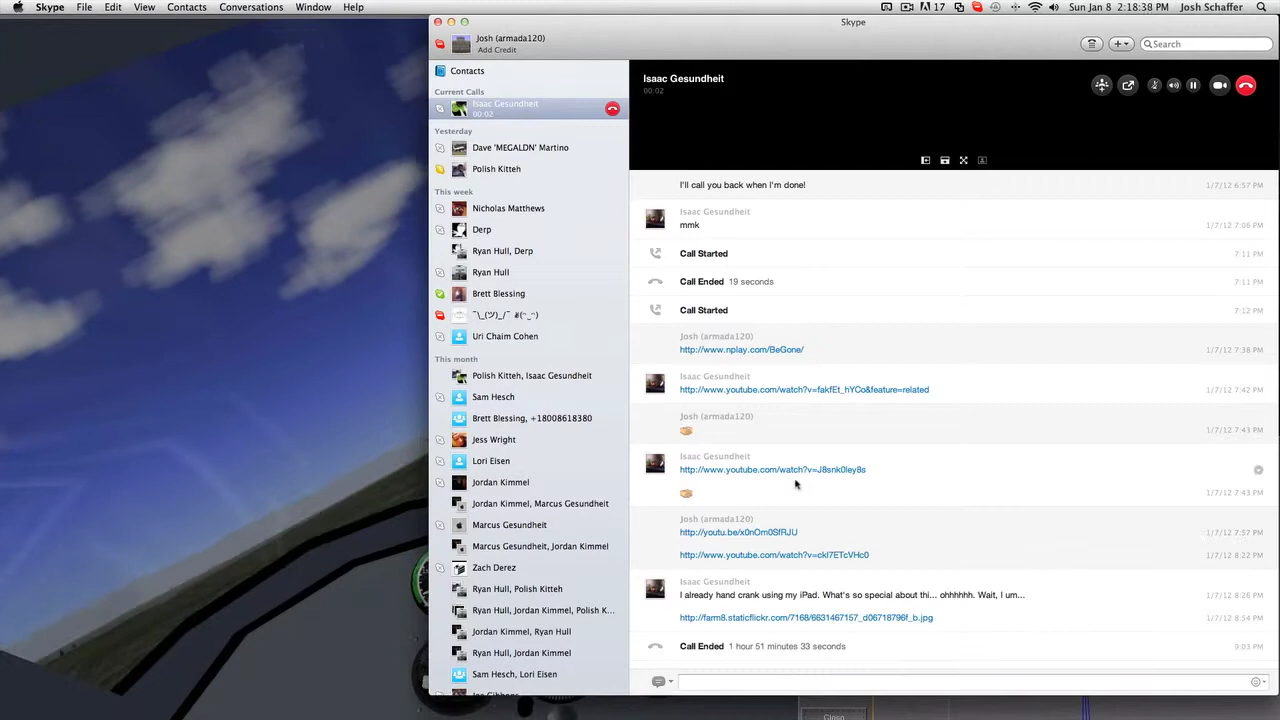 Skype File Edit View Contacts Conversations Window Help
17 Sun Jan 8 2:18:38 PM Josh Schaffer
Skype
Josh (armada120)
Add Credit
Search
Contacts
Current Calls
Isaac Gesundheit
00:02
Yesterday
Dave 'MEGALDN' Martino
Polish Kitteh
This week
Nicholas Matthews
Derp
Ryan Hull, Derp
Ryan Hull
Brett Blessing
Uri Chaim Cohen
This month
Polish Kitteh, Isaac Gesundheit
Sam Hesch
Brett Blessing, +18008618380
Jess Wright
Lori Eisen
Jordan Kimmel
Jordan Kimmel, Marcus Gesundheit
Marcus Gesundheit
Marcus Gesundheit, Jordan Kimmel
Zach Derez
Ryan Hull, Polish Kitteh
Ryan Hull, Jordan Kimmel, Polish K...
Jordan Kimmel, Ryan Hull
Ryan Hull, Jordan Kimmel
Sam Hesch, Lori Eisen
Isaac Gesundheit
00:02
I'll call you back when I'm done! 1/7/12 6:57 PM
Isaac Gesundheit
mmk 1/7/12 7:06 PM
Call Started 7:11 PM
Call Ended 19 seconds 7:11 PM
Call Started 7:12 PM
Josh (armada120)
http://www.nplay.com/BeGone/ 1/7/12 7:38 PM
Isaac Gesundheit
http://www.youtube.com/watch?v=fakfEt_hYCo&feature=related 1/7/12 7:42 PM
Josh (armada120)
1/7/12 7:43 PM
Isaac Gesundheit
http://www.youtube.com/watch?v=J8snk0ley8s
1/7/12 7:43 PM
Josh (armada120)
http://youtu.be/x0nOm0SfRJU 1/7/12 7:57 PM
http://www.youtube.com/watch?v=ckI7ETcVHc0 1/7/12 8:22 PM
Isaac Gesundheit
I already hand crank using my iPad. What's so special about thi... ohhhhhh. Wait, I um... 1/7/12 8:26 PM
http://farm8.staticflickr.com/7168/6631467157_d06718796f_b.jpg 1/7/12 8:54 PM
Call Ended 1 hour 51 minutes 33 seconds 9:03 PM